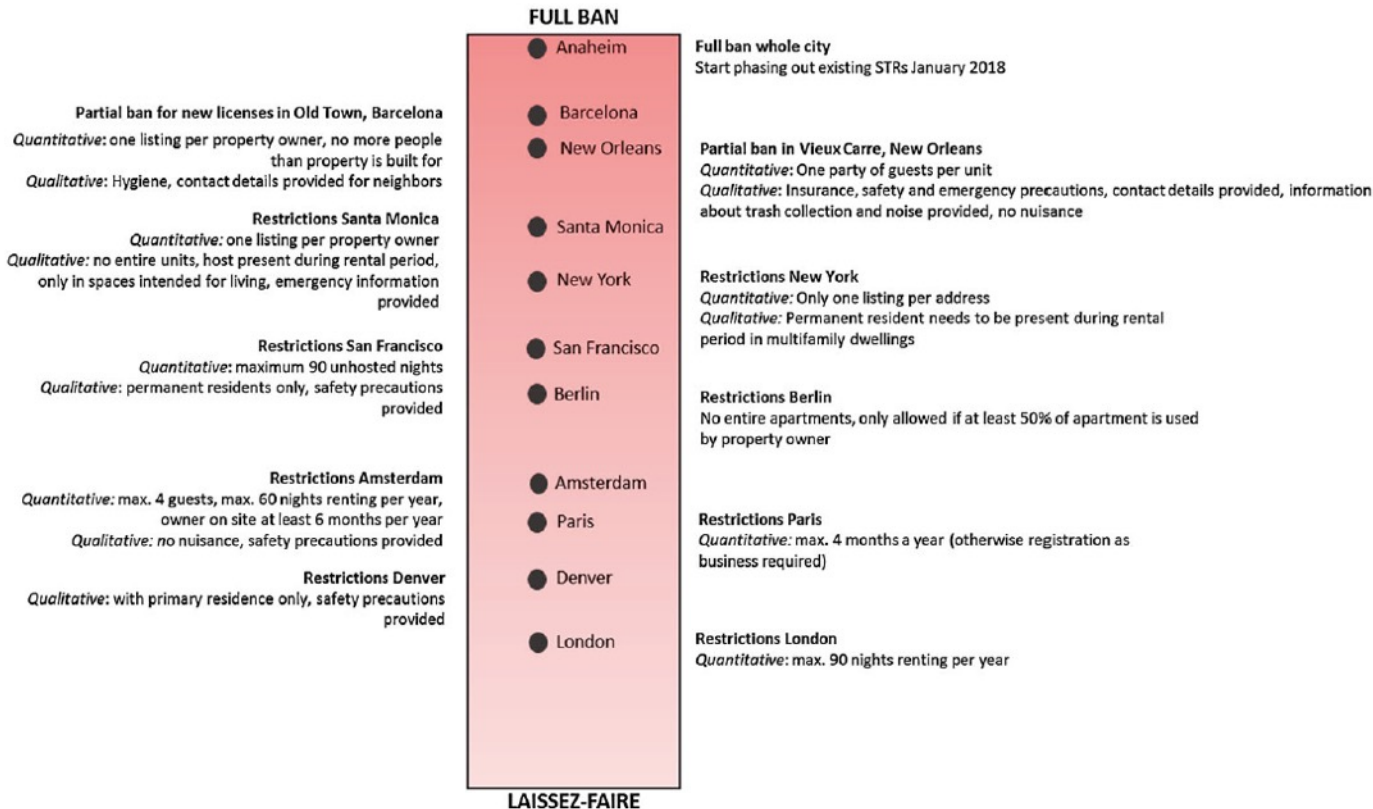 FULL BAN
Anaheim
Full ban whole city
Start phasing out existing STRs January 2018
Partial ban for new licenses in Old Town, Barcelona
Quantitative: one listing per property owner, no more people
than property is built for
Qualitative: Hygiene, contact details provided for neighbors
Barcelona
New Orleans
Partial ban in Vieux Carre, New Orleans
Quantitative: One party of guests per unit
Qualitative: Insurance, safety and emergency precautions, contact details provided, information
about trash collection and noise provided, no nuisance
Restrictions Santa Monica
Quantitative: one listing per property owner
Qualitative: no entire units, host present during rental period,
only in spaces intended for living, emergency information
provided
Santa Monica
New York
Restrictions New York
Quantitative: Only one listing per address
Qualitative: Permanent resident needs to be present during rental
period in multifamily dwellings
Restrictions San Francisco
Quantitative: maximum 90 unhosted nights
Qualitative: permanent residents only, safety precautions
provided
San Francisco
Berlin
Restrictions Berlin
No entire apartments, only allowed if at least 50% of apartment is used
by property owner
Restrictions Amsterdam
Quantitative: max. 4 guests, max. 60 nights renting per year,
owner on site at least 6 months per year
Qualitative: no nuisance, safety precautions provided
Amsterdam
Paris
Restrictions Paris
Quantitative: max. 4 months a year (otherwise registration as
business required)
Restrictions Denver
Qualitative: with primary residence only, safety precautions
provided
Denver
London
Restrictions London
Quantitative: max. 90 nights renting per year
LAISSEZ-FAIRE